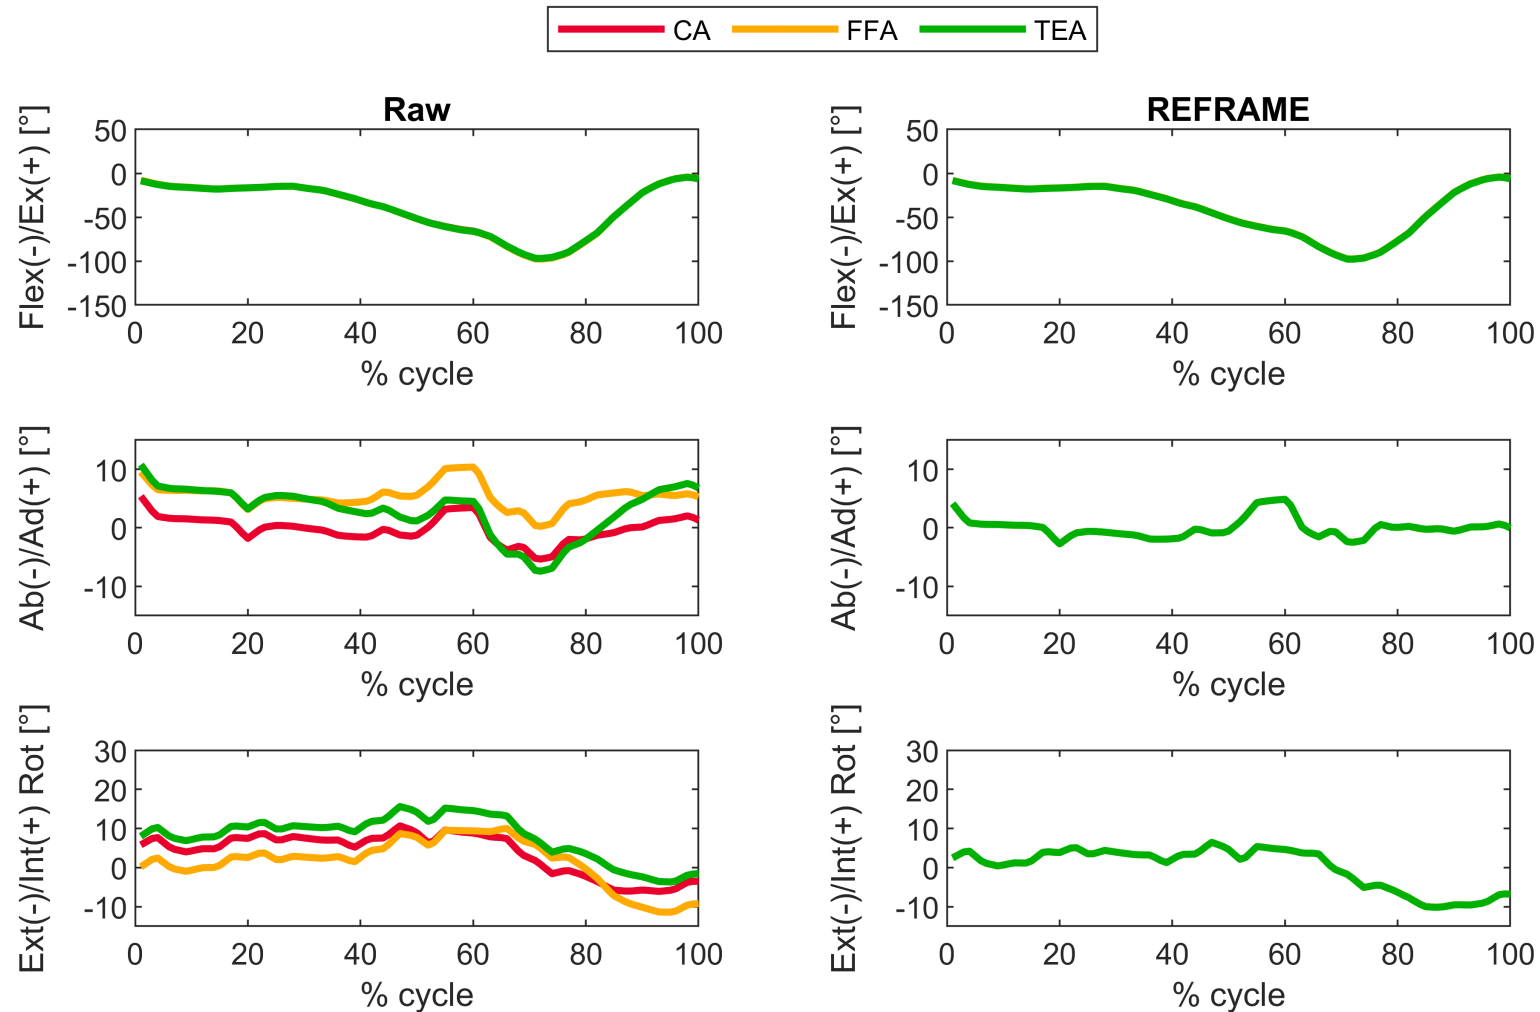 CA FFA TEA
Raw
REFRAME
Flex(-)/Ex(+) [°]
50
0
-50
-100
-150
0 20 40 60 80 100
% cycle
Flex(-)/Ex(+) [°]
50
0
-50
-100
-150
0 20 40 60 80 100
% cycle
Ab(-)/Ad(+) [°]
10
0
-10
0 20 40 60 80 100
% cycle
Ab(-)/Ad(+) [°]
10
0
-10
0 20 40 60 80 100
% cycle
Ext(-)/Int(+) Rot [°]
30
20
10
0
-10
0 20 40 60 80 100
% cycle
Ext(-)/Int(+) Rot [°]
30
20
10
0
-10
0 20 40 60 80 100
% cycle